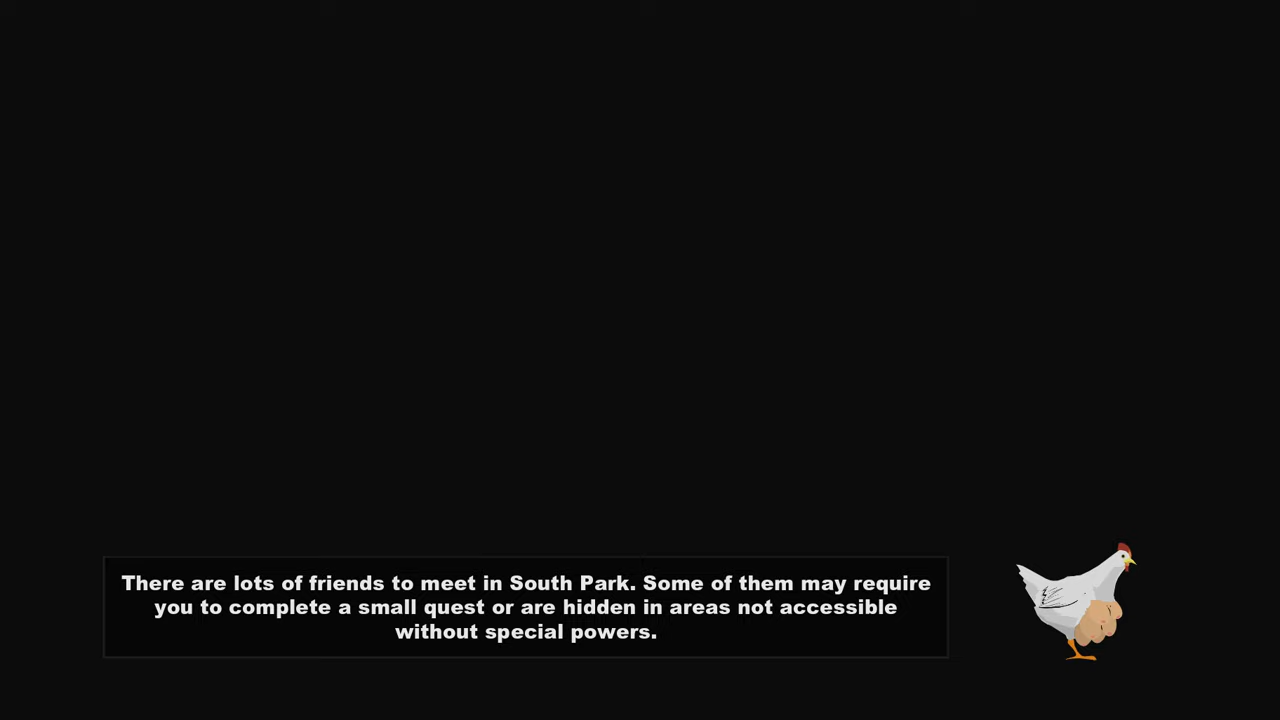 There are lots of friends to meet in South Park. Some of them may require
you to complete a small quest or are hidden in areas not accessible
without special powers.